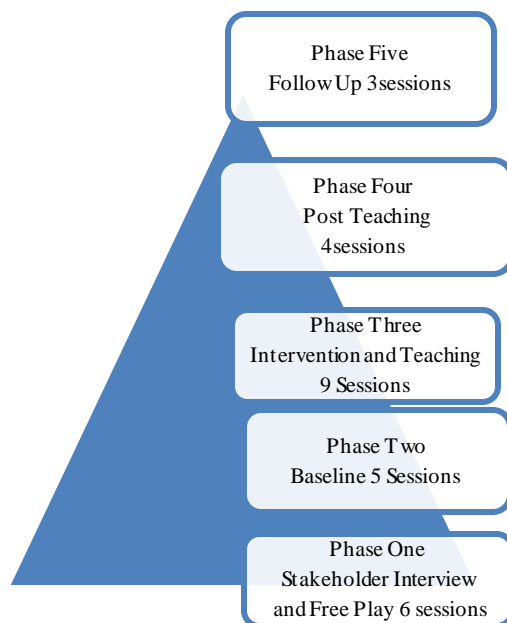 Phase Five
Follow Up 3sessions
Phase Four
Post Teaching
4sessions
Phase Three
Intervention and Teaching
9 Sessions
Phase Two
Baseline 5 Sessions
Phase One
Stakeholder Interview
and Free Play 6 sessions